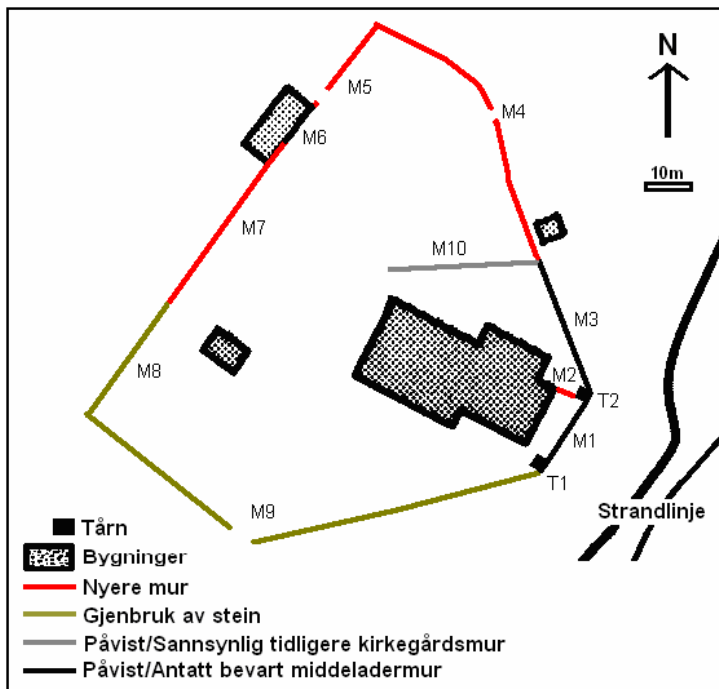 N
10m
M5
M4
M6
M7
M10
M3
M8
M2
T2
M1
T1
M9
Strandlinje
Tårn
Bygninger
Nyere mur
Gjenbruk av stein
Påvist/Sannsynlig tidligere kirkegårdsmur
Påvist/Antatt bevart middeladermur